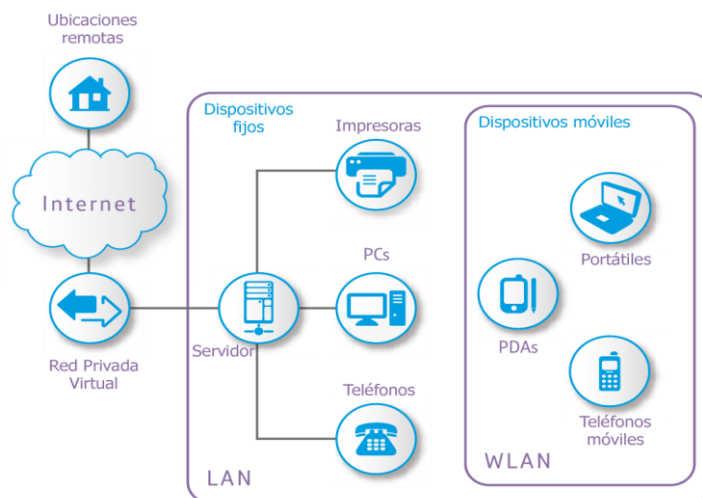 Ubicaciones
remotas
Internet
Red Privada
Virtual
Dispositivos
fijos
Servidor
Impresoras
PCs
Teléfonos
LAN
Dispositivos móviles
Portátiles
PDAs
Teléfonos
móviles
WLAN